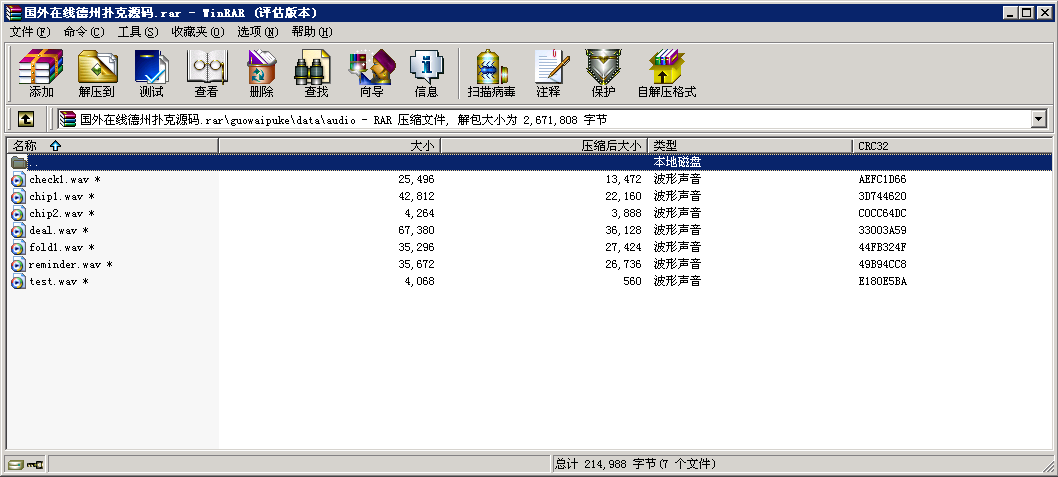 国外在线德州扑克源码.rar - WinRAR (评估版本)
文件(F) 命令(C) 工具(S) 收藏夹(O) 选项(N) 帮助(H)
添加 解压到 测试 查看 删除 查找 向导 信息 扫描病毒 注释 保护 自解压格式
国外在线德州扑克源码.rar\guowaipuke\data\audio - RAR 压缩文件, 解包大小为 2,671,808 字节
名称 大小 压缩后大小 类型 CRC32
.. 本地磁盘
check1.wav * 25,496 13,472 波形声音 AEFC1D66
chip1.wav * 42,812 22,160 波形声音 3D744620
chip2.wav * 4,264 3,888 波形声音 C0CC64DC
deal.wav * 67,380 36,128 波形声音 33003A59
fold1.wav * 35,296 27,424 波形声音 44FB324F
reminder.wav * 35,672 26,736 波形声音 49B94CC8
test.wav * 4,068 560 波形声音 E180E5BA
总计 214,988 字节(7 个文件)